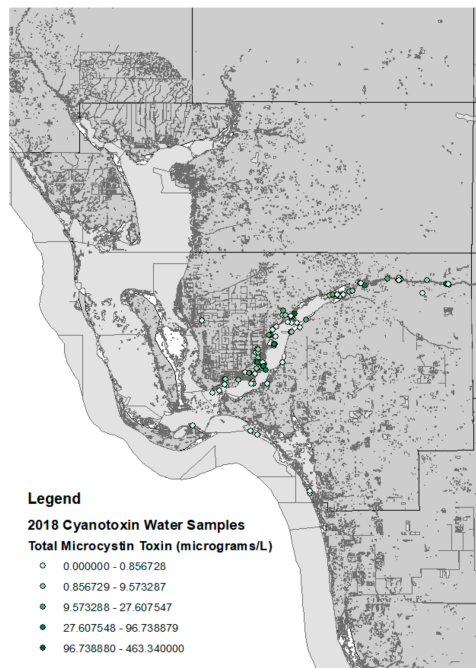 Legend
2018 Cyanotoxin Water Samples
Total Microcystin Toxin (micrograms/L)
0.000000 - 0.856728
0.856729 - 9.573287
9.573288 - 27.607547
27.607548 - 96.738879
96.738880 - 463.340000